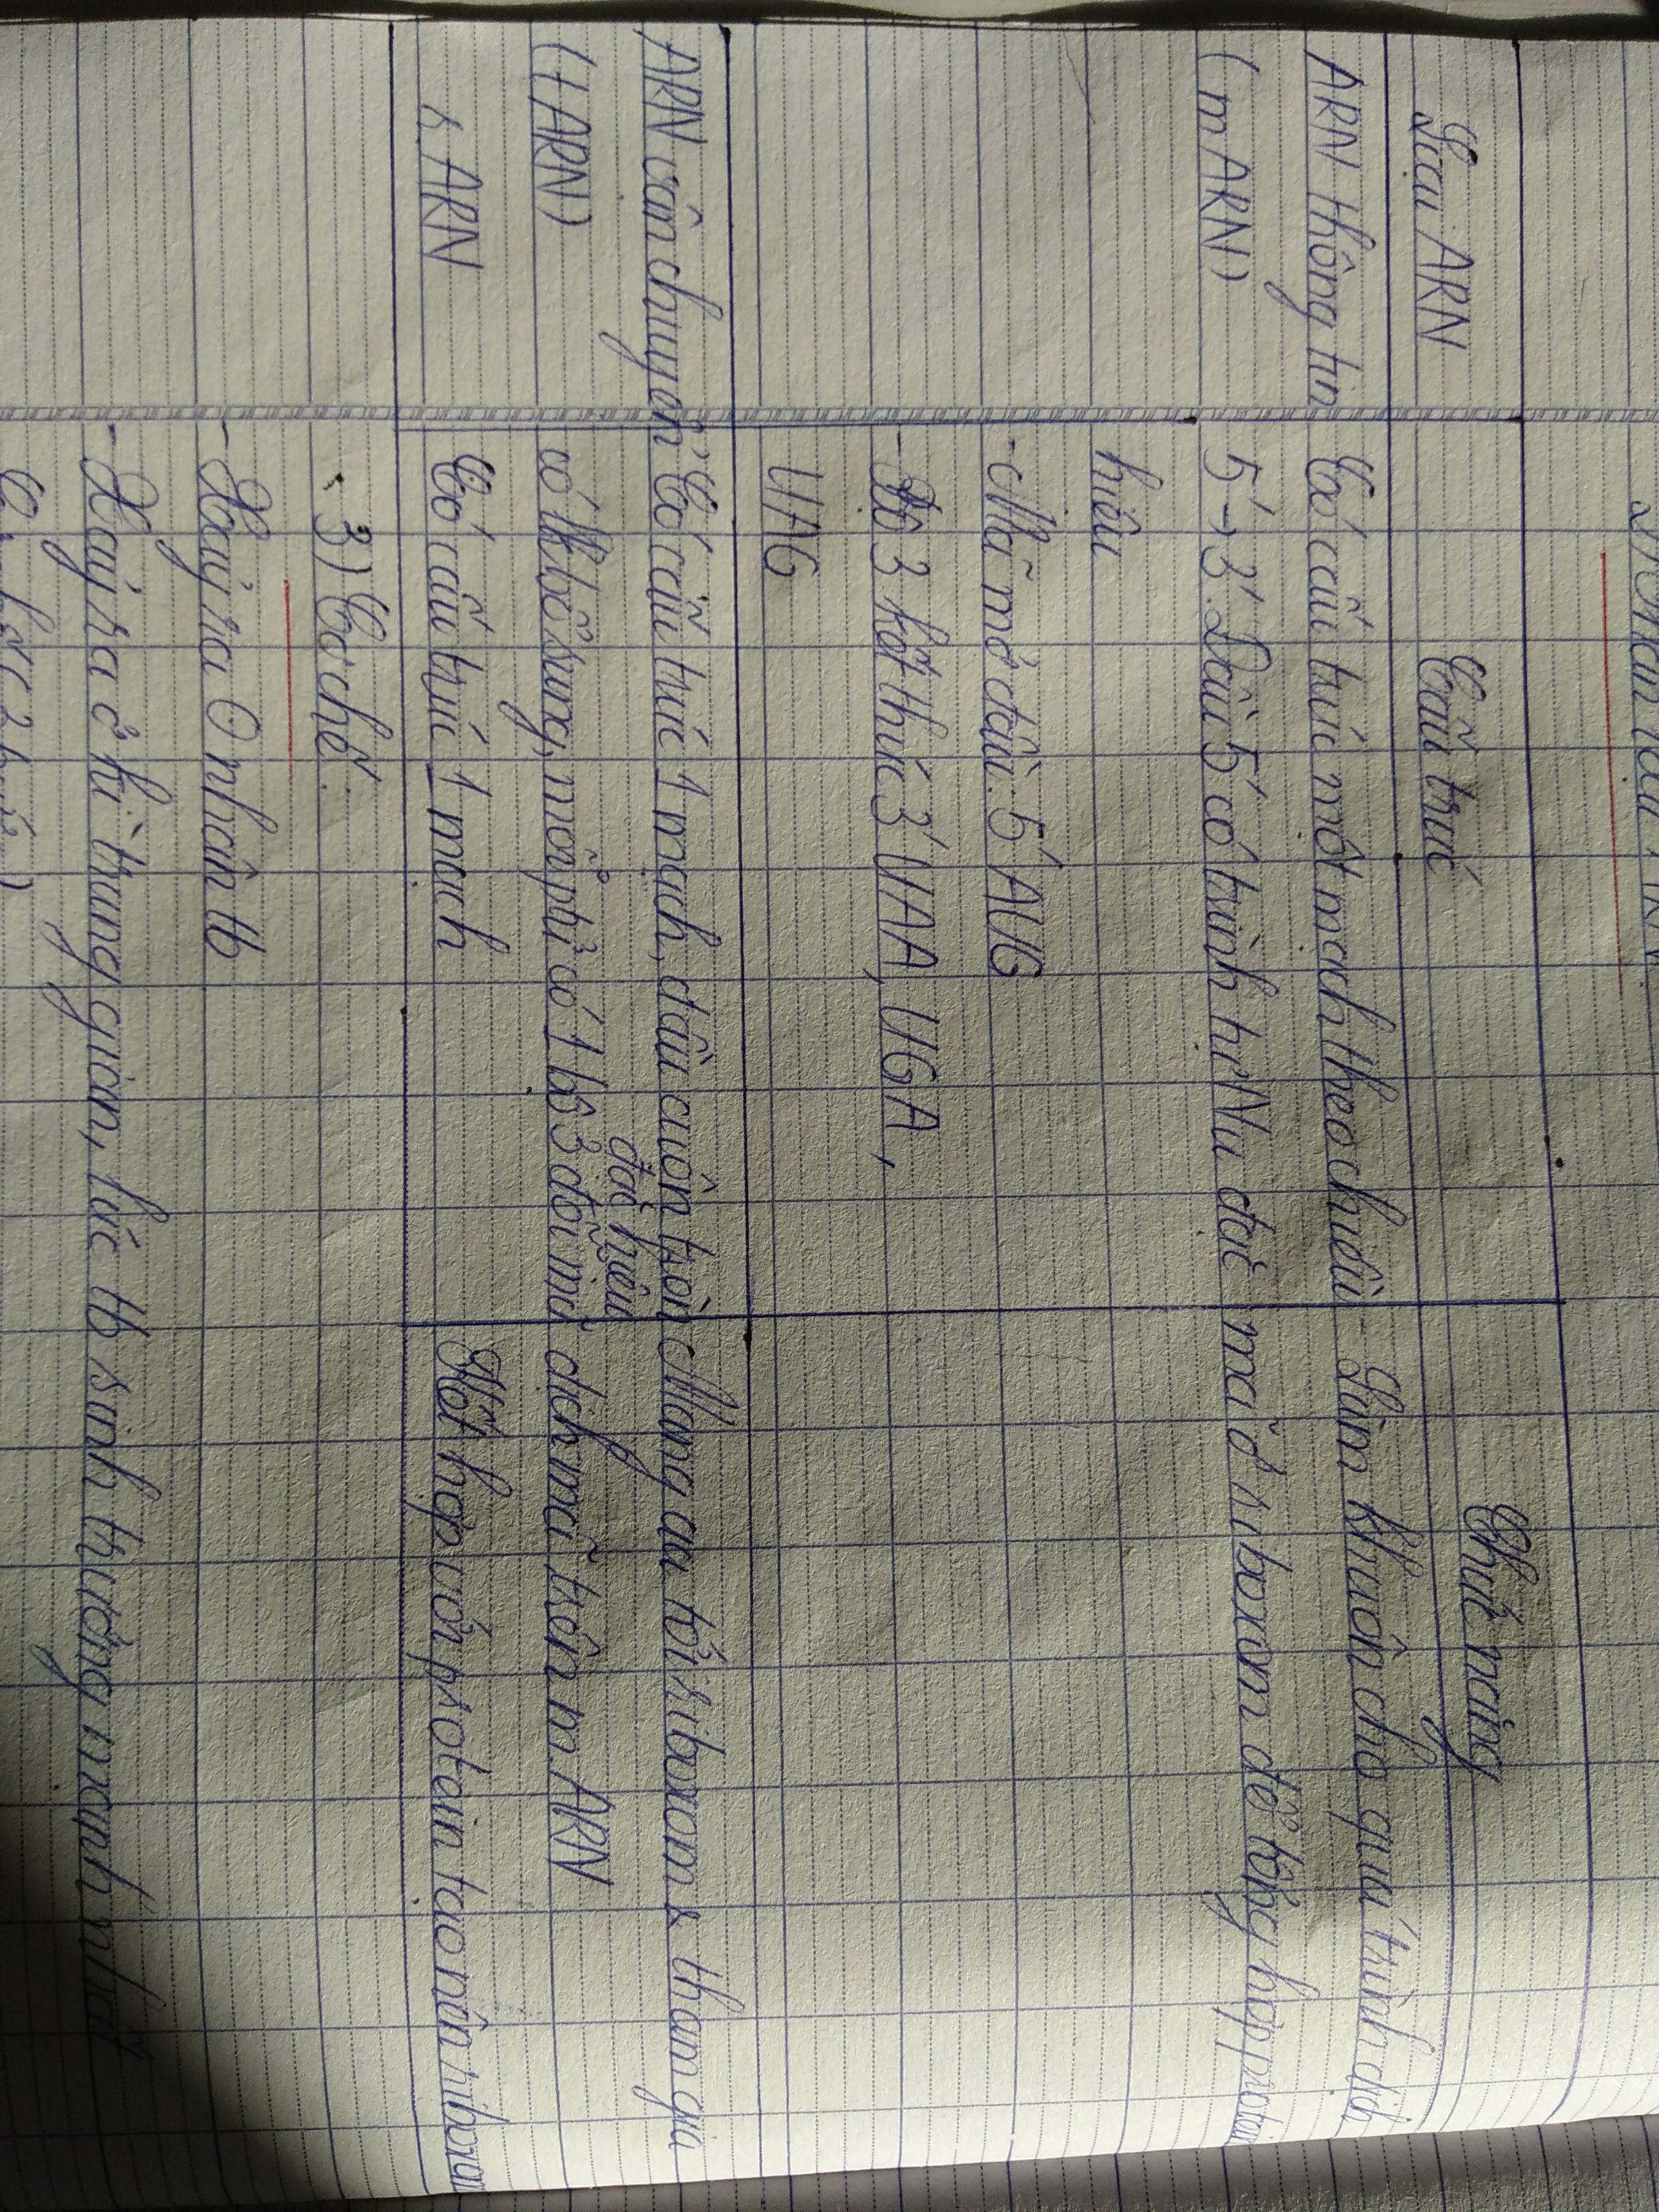 2) Phân loại ARN
Loại ARN
Cấu trúc
Chức năng
ARN thông tin
(mARN)
Có cấu trúc một mạch theo chiều
5' → 3'. Đầu 5' có trình tự Nu đặc
hiệu
- Mã mở đầu: 5' AUG
- Bộ 3 kết thúc 3' UAA, UGA,
UAG
- Làm khuôn cho quá trình dịch
mã ở riboxom để tổng hợp protein
ARN vận chuyển
(tARN)
Có cấu trúc 1 mạch, đầu cuộn tròn
có lk bổ sung, mỗi ptử có 1 bộ 3 đối mã
đặc hiệu
Mang aa tới riboxom & tham gia
dịch mã trên m.ARN
r.ARN
Có cấu trúc 1 mạch
Kết hợp với protein tạo nên riboxom
3) Cơ chế:
- Xảy ra ở nhân tb
- Xảy ra ở kì trung gian, lúc tb sinh trưởng mạnh nhất